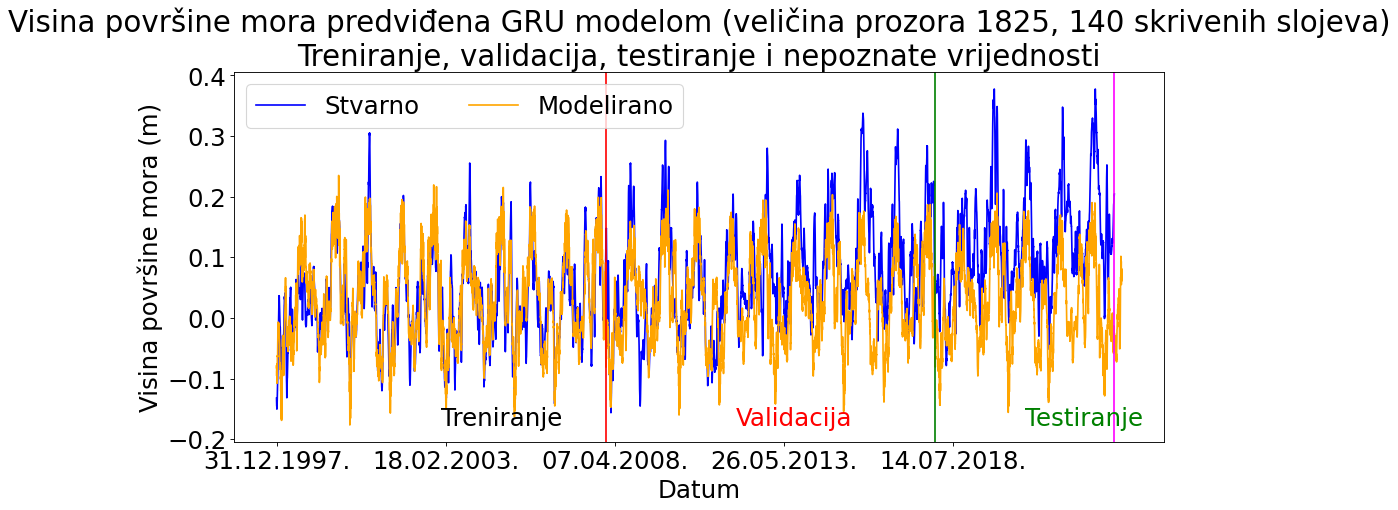 Visina površine mora predviđena GRU modelom (veličina prozora 1825, 140 skrivenih slojeva)
Treniranje, validacija, testiranje i nepoznate vrijednosti
Stvarno
Modelirano
Visina površine mora (m)
0.4
0.3
0.2
0.1
0.0
−0.1
−0.2
Treniranje
Validacija
Testiranje
31.12.1997.
18.02.2003.
07.04.2008.
26.05.2013.
14.07.2018.
Datum